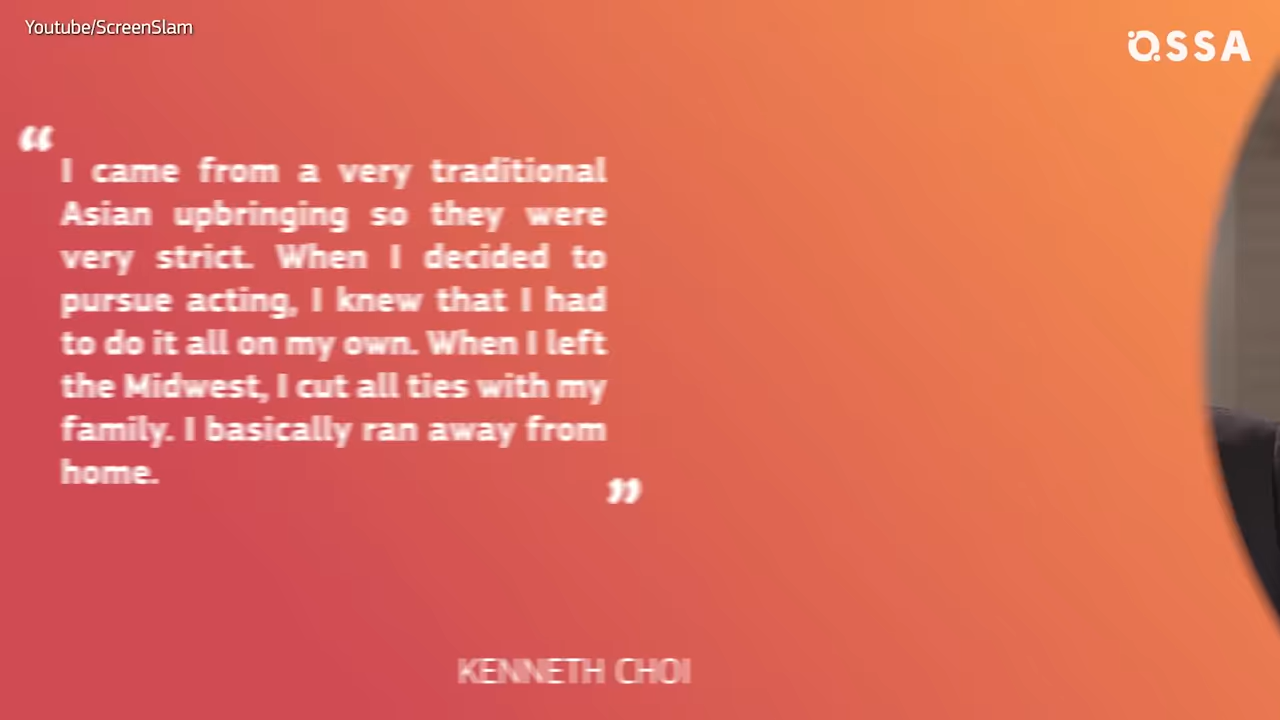 Youtube/ScreenSlam
OSSA
“
I came from a very traditional
Asian upbringing so they were
very strict. When I decided to
pursue acting, I knew that I had
to do it all on my own. When I left
the Midwest, I cut all ties with my
family. I basically ran away from
home.
”
KENNETH CHOI